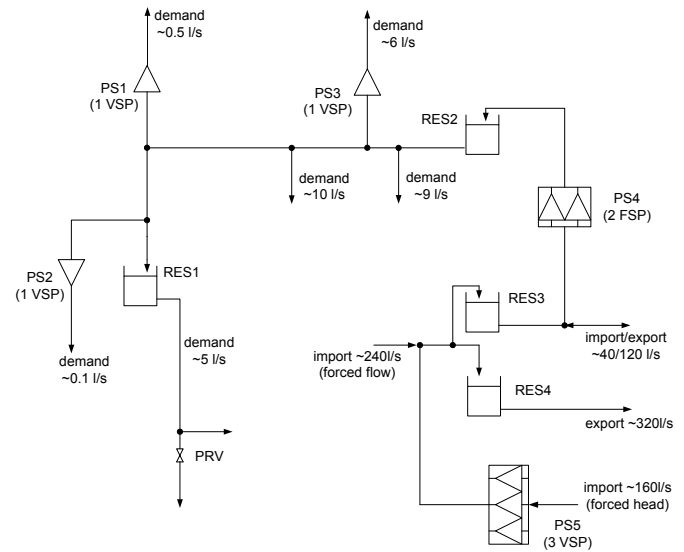 demand
~0.5 l/s
demand
~6 l/s
PS1
(1 VSP)
PS3
(1 VSP)
RES2
demand
~10 l/s
demand
~9 l/s
PS4
(2 FSP)
PS2
(1 VSP)
RES1
RES3
demand
~0.1 l/s
demand
~5 l/s
import ~240l/s
(forced flow)
import/export
~40/120 l/s
RES4
export ~320l/s
PRV
import ~160l/s
(forced head)
PS5
(3 VSP)